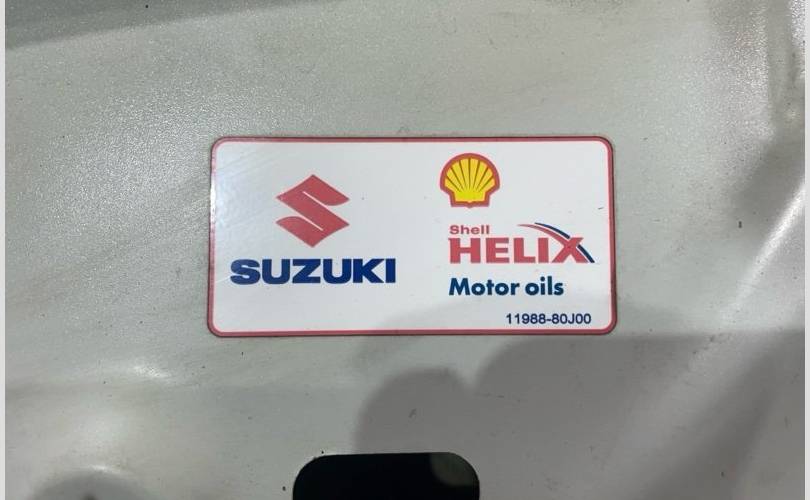 SUZUKI
Shell
HELIX
Motor oils
11988-80J00